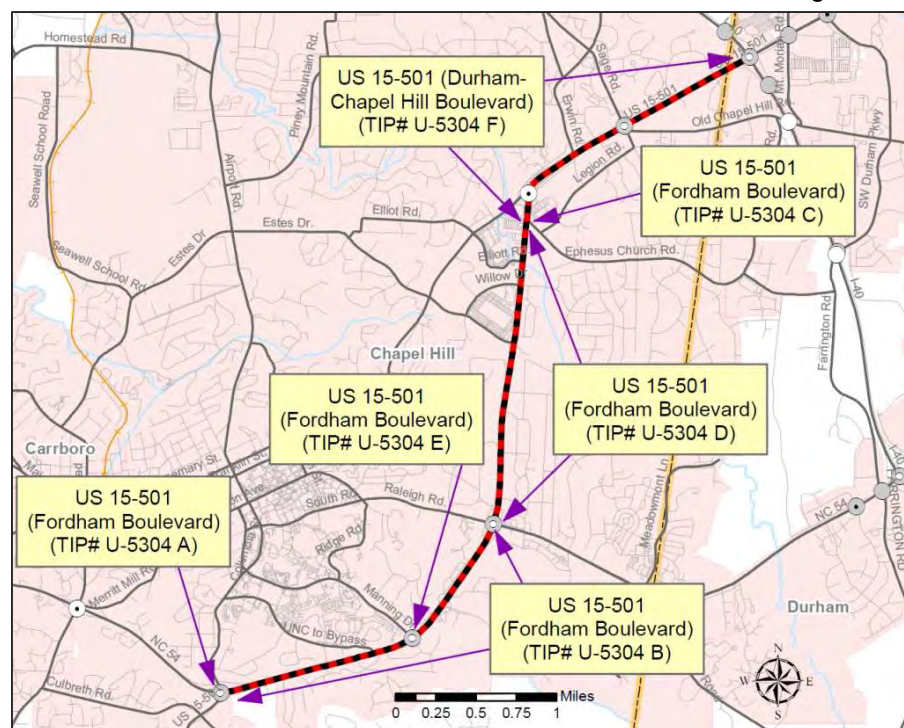 Homestead Rd
Seawell School Road
Piney Mountain Rd.
Airport Rd.
Sage Rd.
Erwin Rd.
US 15-501
Mt. Moriah Rd.
Old Chapel Hill Rd.
SW Durham Pkwy
Legion Rd.
US 15-501 (Durham-
Chapel Hill Boulevard)
(TIP# U-5304 F)
US 15-501
(Fordham Boulevard)
(TIP# U-5304 C)
Elliot Rd.
Estes Dr.
Estes Dr
Elliott Rd
Ephesus Church Rd.
Willow Dr
Seawell School Rd.
I-40
Farrington Rd
Chapel Hill
US 15-501
(Fordham Boulevard)
(TIP# U-5304 E)
US 15-501
(Fordham Boulevard)
(TIP# U-5304 D)
Carrboro
South Rd.
Raleigh Rd.
Meadowmont Ln
I-40
FARRINGTON RD
NC 54
US 15-501
(Fordham Boulevard)
(TIP# U-5304 A)
Ridge Rd.
Manning Dr
Merritt Mill Rd
UNC to Bypass
NC 54
Culbreth Rd.
US 15-501
US 15-501
(Fordham Boulevard)
(TIP# U-5304 B)
Durham
Miles
0 0.25 0.5 0.75 1
N
W E
S